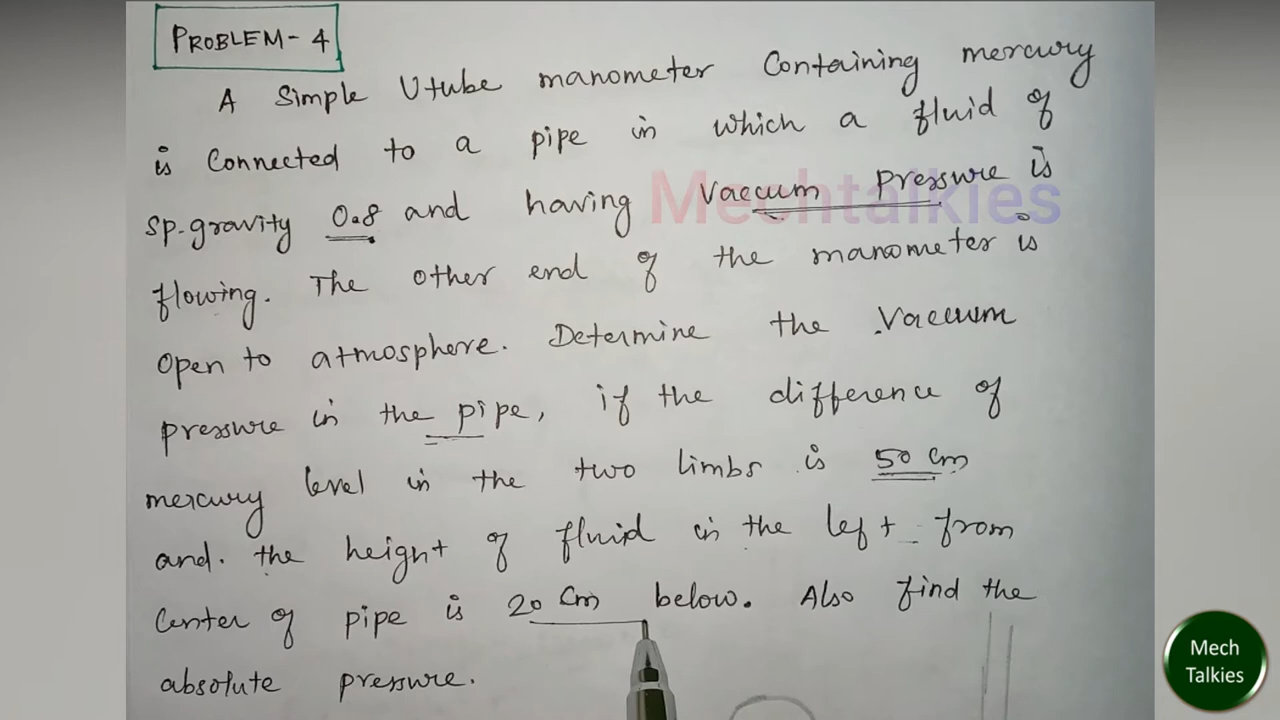 PROBLEM- 4
A Simple Utube manometer Containing mercury
is Connected to a pipe in which a fluid of
sp.gravity 0.8 and having vaccum pressure is
flowing. The other end of the manometer is
open to atmosphere. Determine the vaccum
pressure in the pipe, if the difference of
mercury level in the two limbs is 50 cm
and. the height of fluid in the left from
Center of pipe is 20 cm below. Also find the
absolute pressure.
Mechtalkies
Mech
Talkies